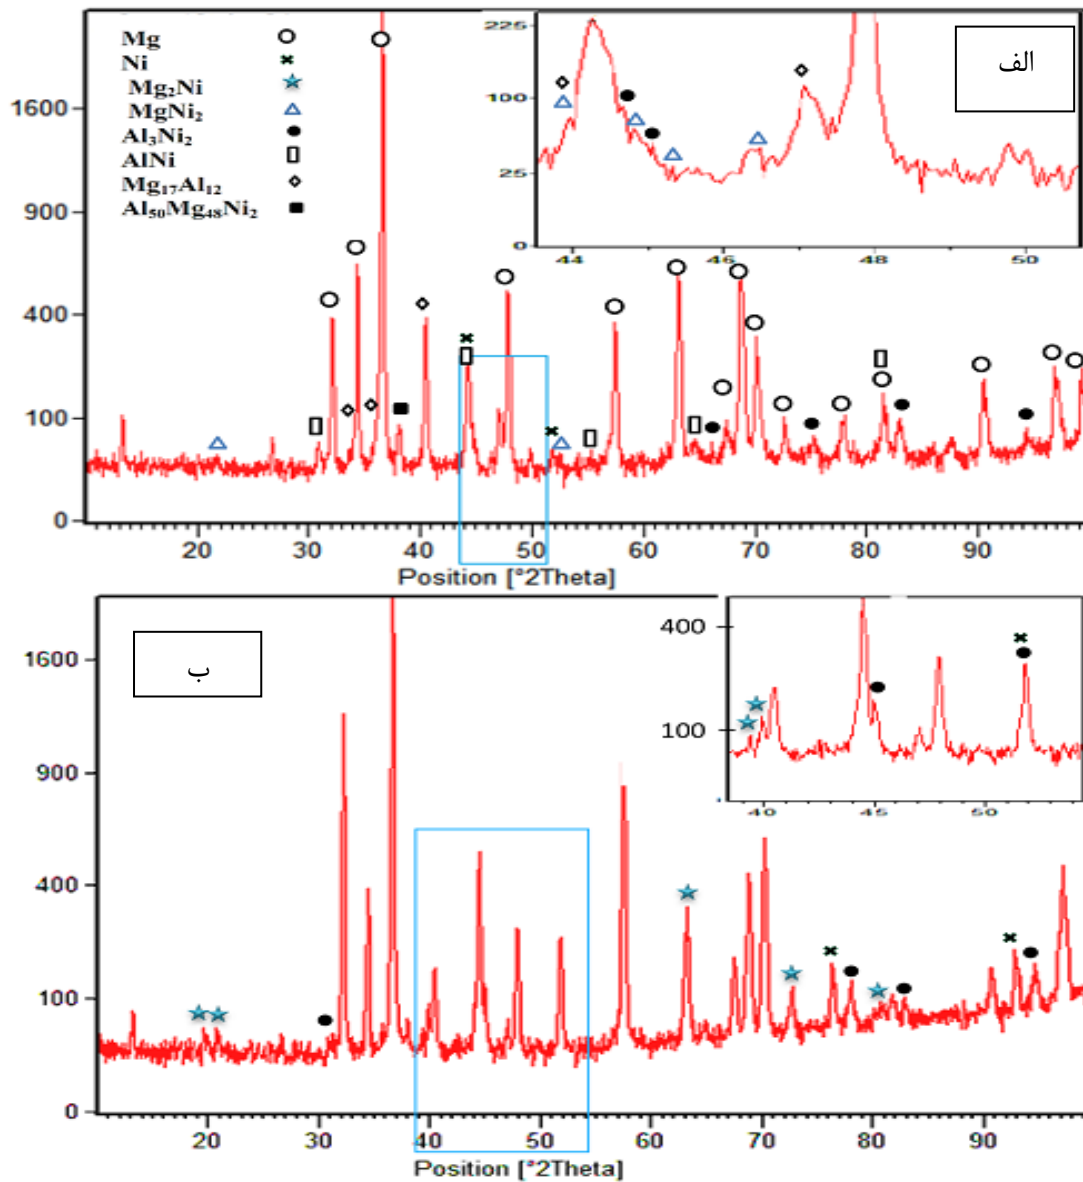 Mg
Ni
Mg₂Ni
MgNi₂
Al₃Ni₂
AlNi
Mg₁₇Al₁₂
Al₅₀Mg₄₈Ni₂
1600
900
400
100
0
225
100
25
0
44 46 48 50
الف
20 30 40 50 60 70 80 90
Position [°2Theta]
1600
900
400
100
0
ب
400
100
40 45 50
20 30 40 50 60 70 80 90
Position [°2Theta]